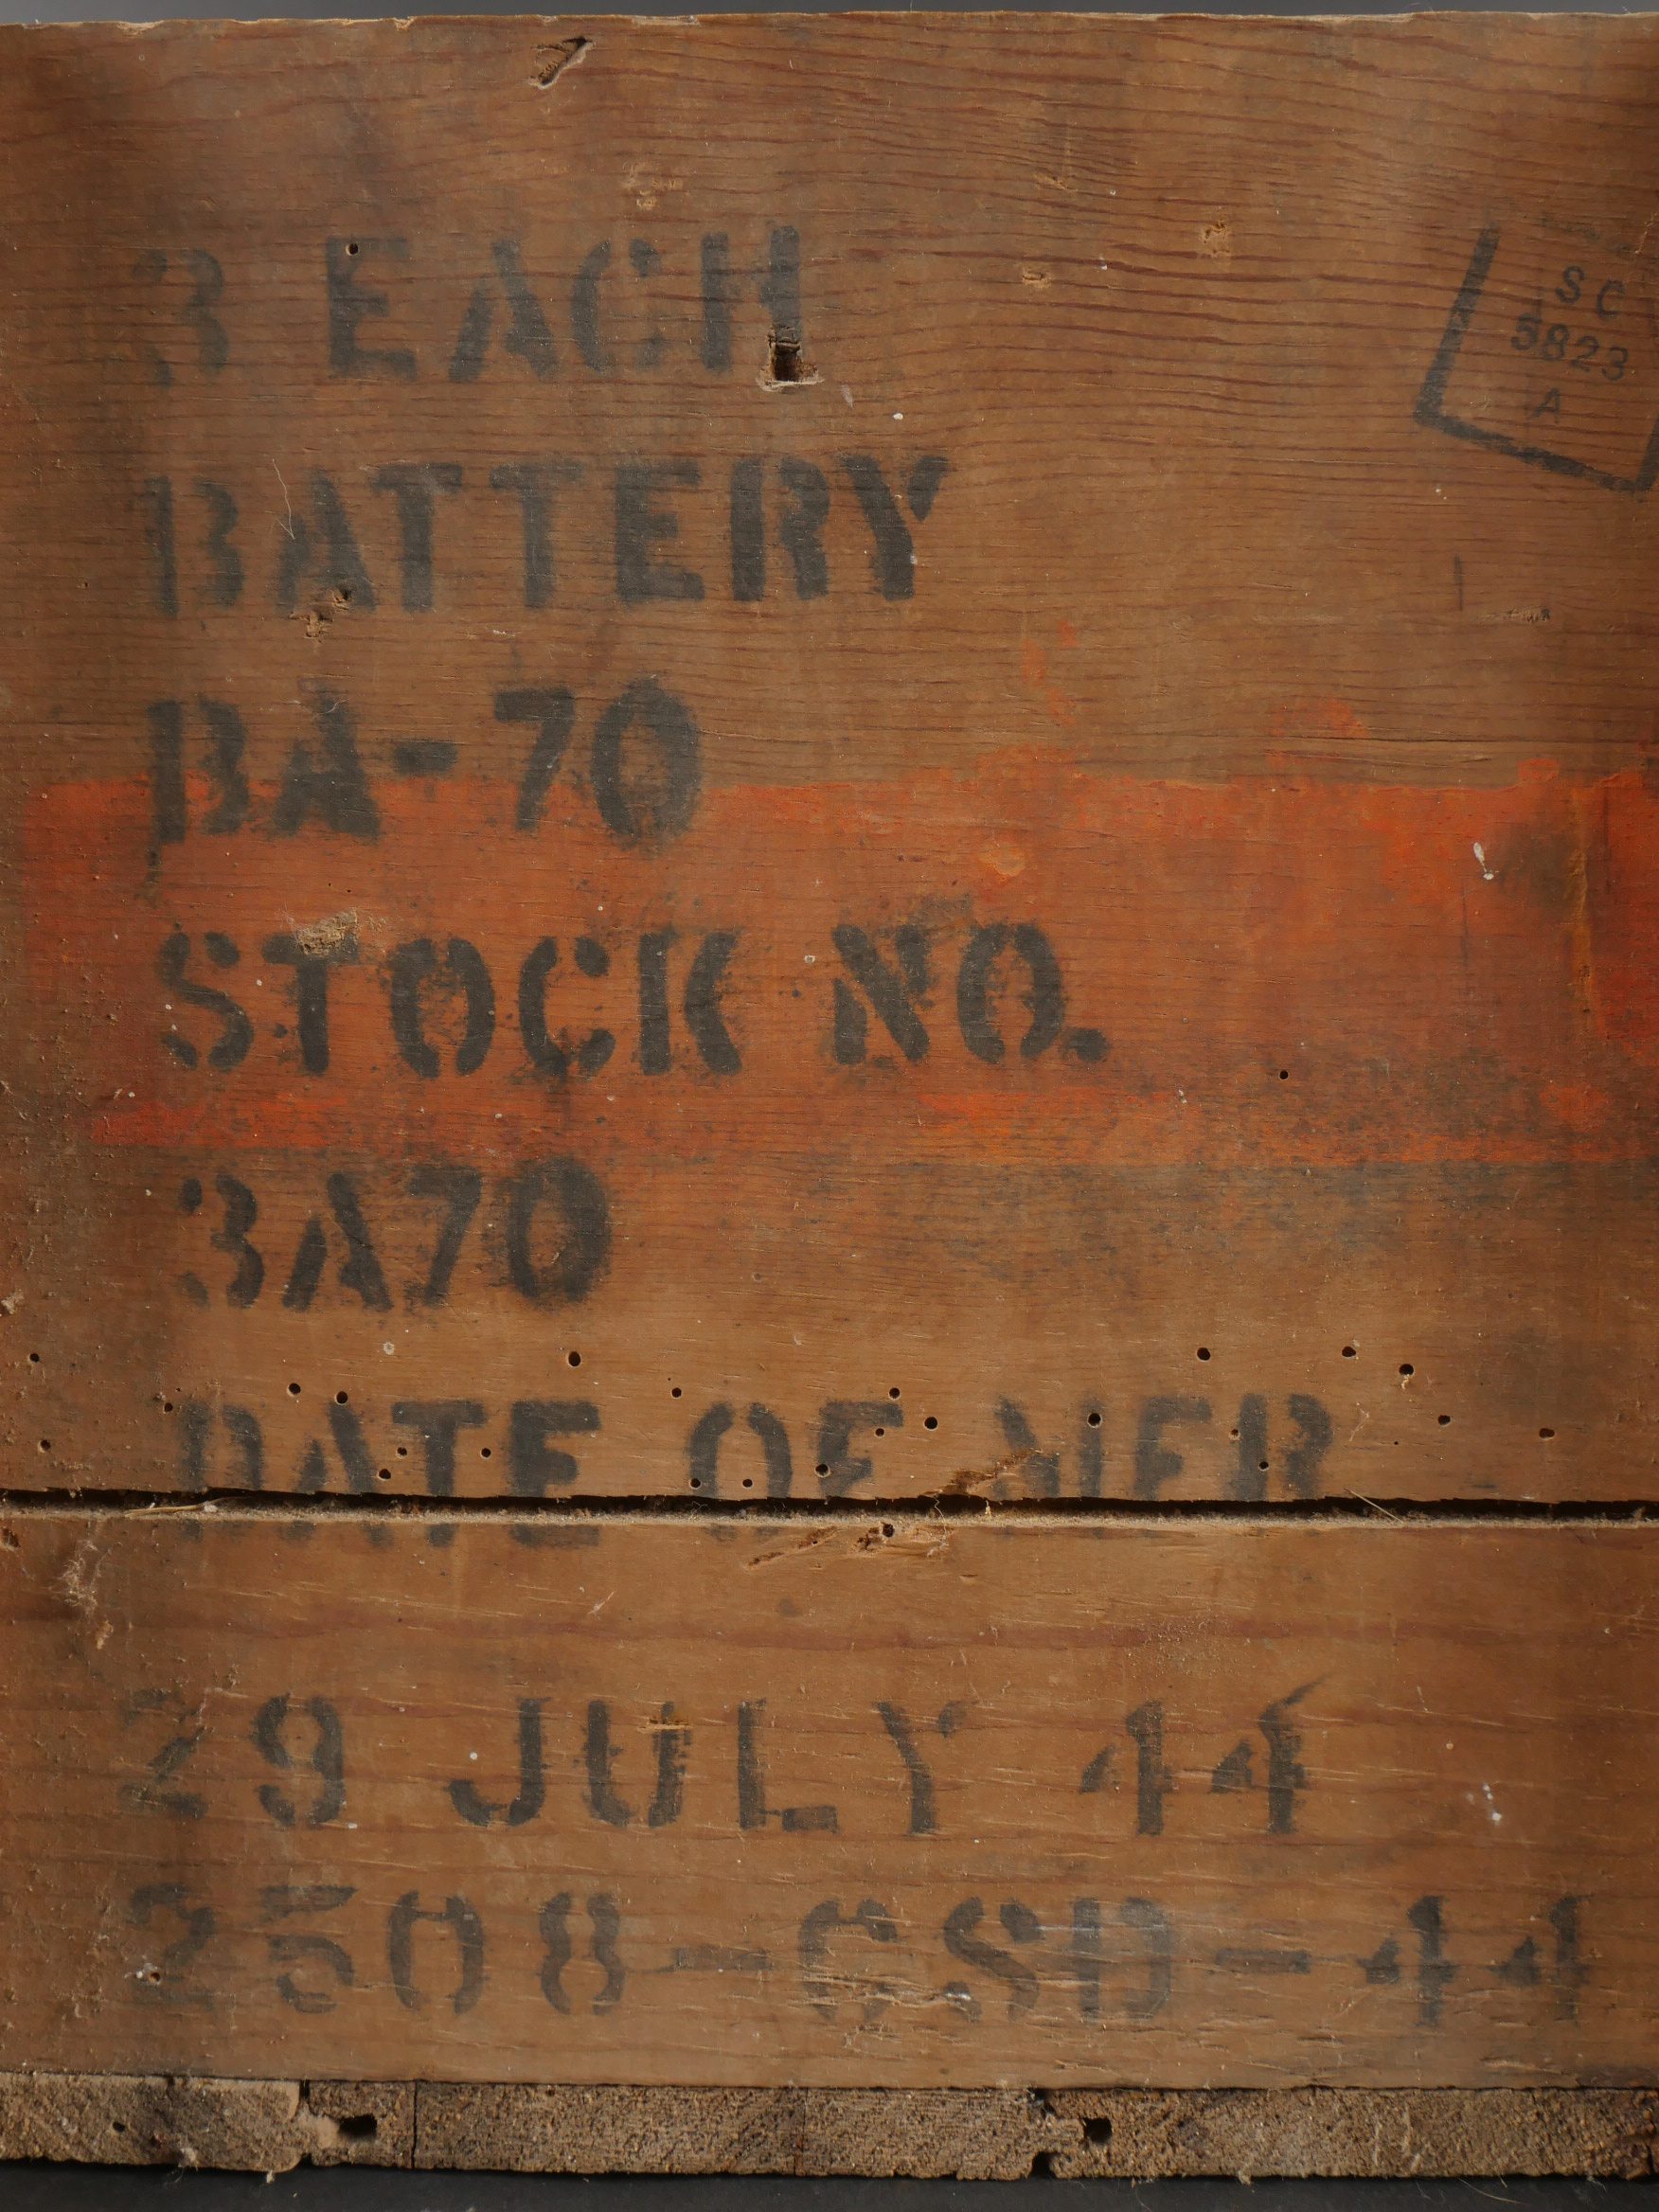 3 EACH
SC
5823
A
BATTERY
BA-70
STOCK NO.
3A70
DATE OF MFR
29 JULY 44
2508-CSD-44